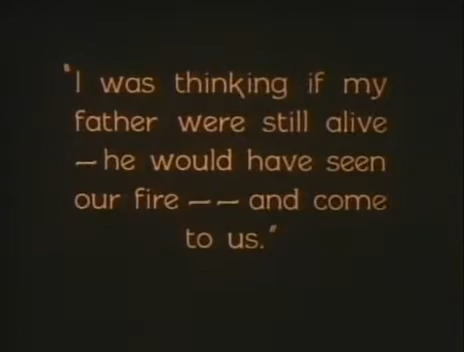 "I was thinking if my
father were still alive
—he would have seen
our fire — — and come
to us."